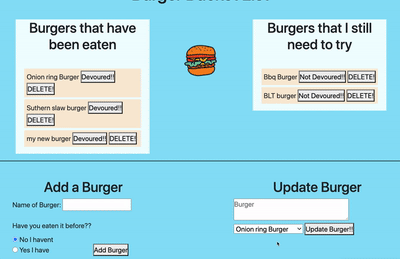 Burger Bucket List
Burgers that have
been eaten
Onion ring Burger Devoured!!
DELETE!
Suthern slaw burger Devoured!!
DELETE!
my new burger Devoured!! DELETE!
Burgers that I still
need to try
Bbq Burger Not Devoured!! DELETE!
BLT burger Not Devoured!! DELETE!
Add a Burger
Name of Burger:
Have you eaten it before??
No I havent
Yes I have
Add Burger
Update Burger
Burger
Onion ring Burger
Update Burger!!